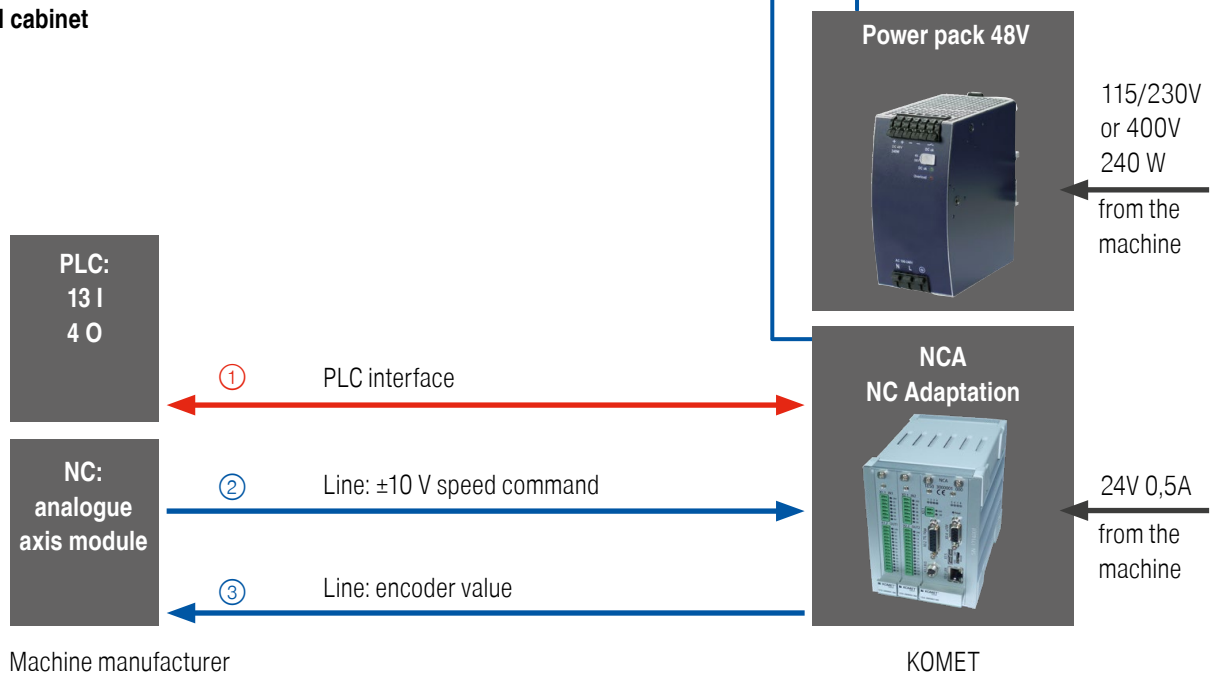 l cabinet
Power pack 48V
115/230V
or 400V
240 W
from the
machine
PLC:
13 I
4 O
① PLC interface
NCA
NC Adaptation
NC:
analogue
axis module
② Line: ±10 V speed command
24V 0,5A
from the
machine
③ Line: encoder value
Machine manufacturer
KOMET